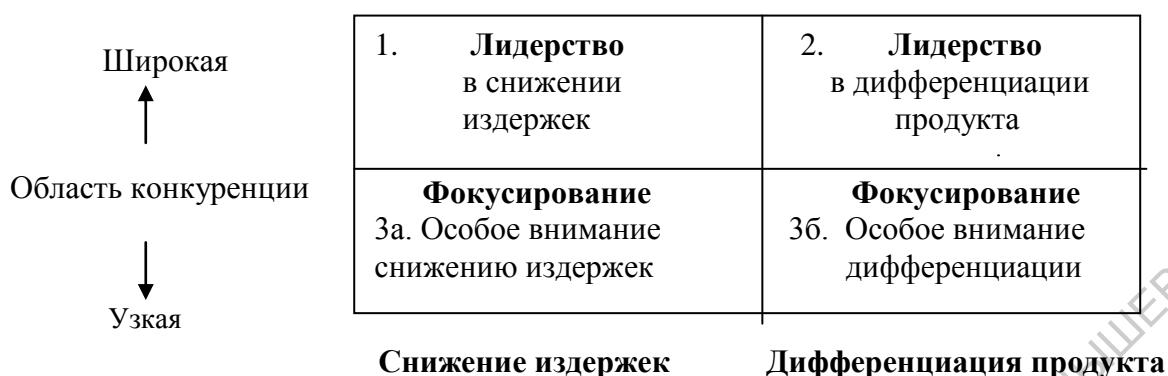 Широкая
Область конкуренции
Узкая
1. Лидерство
в снижении
издержек
2. Лидерство
в дифференциации
продукта
Фокусирование
3а. Особое внимание
снижению издержек
Фокусирование
3б. Особое внимание
дифференциации
Снижение издержек
Дифференциация продукта